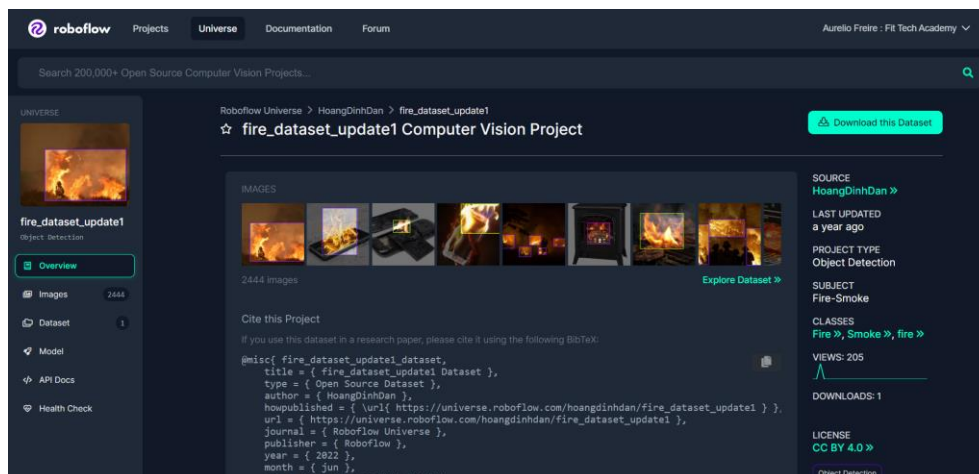 roboflow Projects Universe Documentation Forum Aurelio Freire : Fit Tech Academy
Search 200,000+ Open Source Computer Vision Projects...
UNIVERSE
fire_dataset_update1
Object Detection
Overview
Images 2444
Dataset 1
Model
API Docs
Health Check
Roboflow Universe > HoangDinhDan > fire_dataset_update1
fire_dataset_update1 Computer Vision Project
Download this Dataset
IMAGES
2444 images
Explore Dataset »
Cite this Project
If you use this dataset in a research paper, please cite it using the following BibTeX:
@misc{ fire_dataset_update1_dataset,
title = { fire_dataset_update1 Dataset },
type = { Open Source Dataset },
author = { HoangDinhDan },
howpublished = { \url{ https://universe.roboflow.com/hoangdinhdan/fire_dataset_update1 } },
url = { https://universe.roboflow.com/hoangdinhdan/fire_dataset_update1 },
journal = { Roboflow Universe },
publisher = { Roboflow },
year = { 2022 },
month = { jun },
SOURCE
HoangDinhDan »
LAST UPDATED
a year ago
PROJECT TYPE
Object Detection
SUBJECT
Fire-Smoke
CLASSES
Fire », Smoke », fire »
VIEWS: 205
DOWNLOADS: 1
LICENSE
CC BY 4.0 »
Object Detection